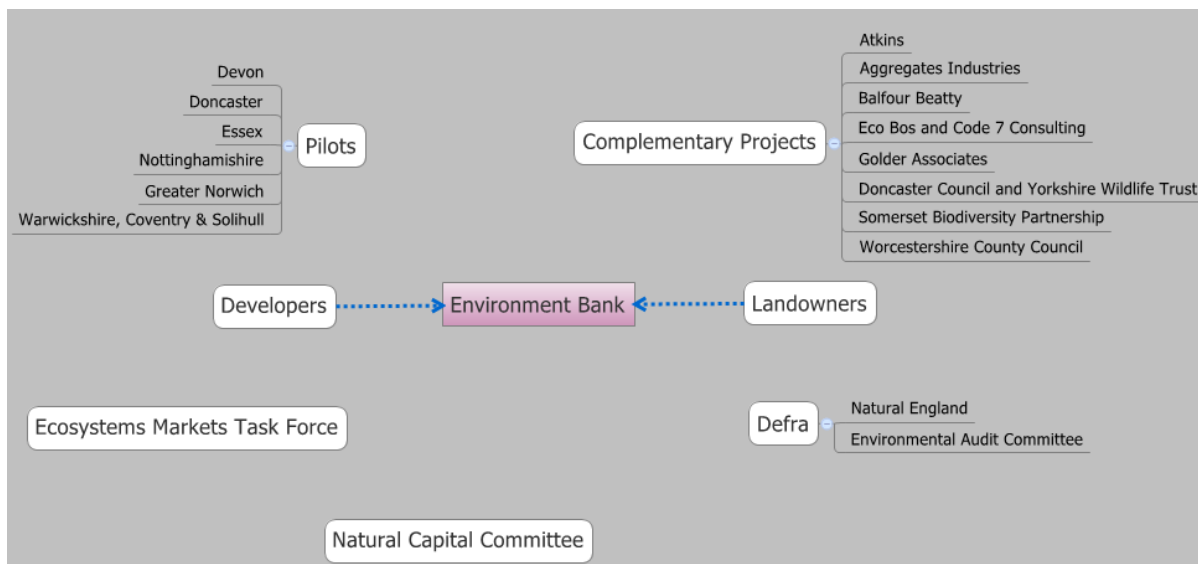 Pilots
Devon
Doncaster
Essex
Nottinghamishire
Greater Norwich
Warwickshire, Coventry & Solihull
Complementary Projects
Atkins
Aggregates Industries
Balfour Beatty
Eco Bos and Code 7 Consulting
Golder Associates
Doncaster Council and Yorkshire Wildlife Trust
Somerset Biodiversity Partnership
Worcestershire County Council
Developers
Environment Bank
Landowners
Ecosystems Markets Task Force
Defra
Natural England
Environmental Audit Committee
Natural Capital Committee